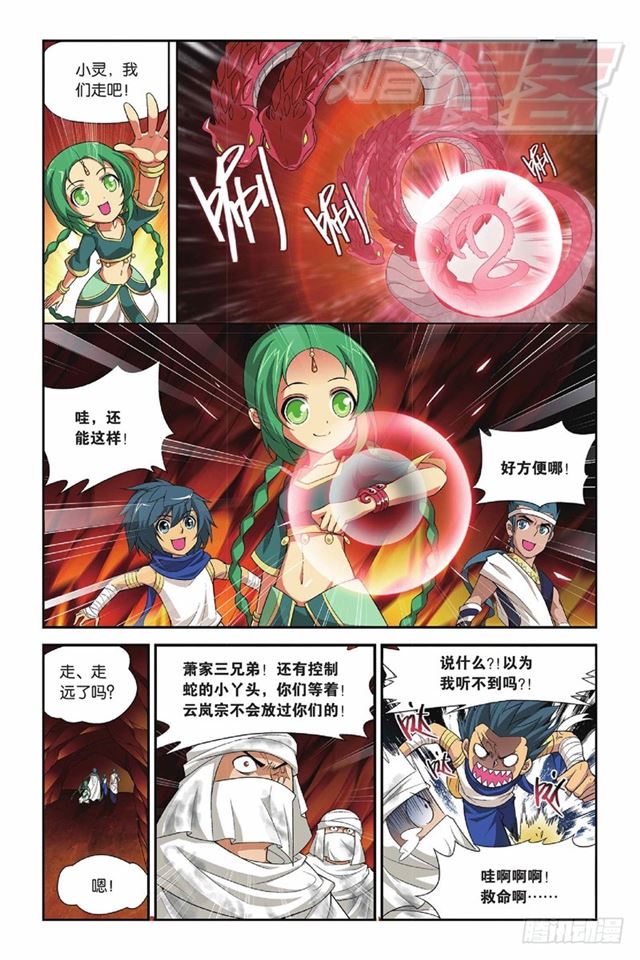 小灵，我
们走吧！
唰
唰
哇，还
能这样！
好方便哪！
走、走
远了吗？
嗯！
萧家三兄弟！还有控制
蛇的小丫头，你们等着！
云岚宗不会放过你们的！
说什么？！以为
我听不到吗？！
哒
哒
哒
哇啊啊啊！
救命啊……
腾讯动漫